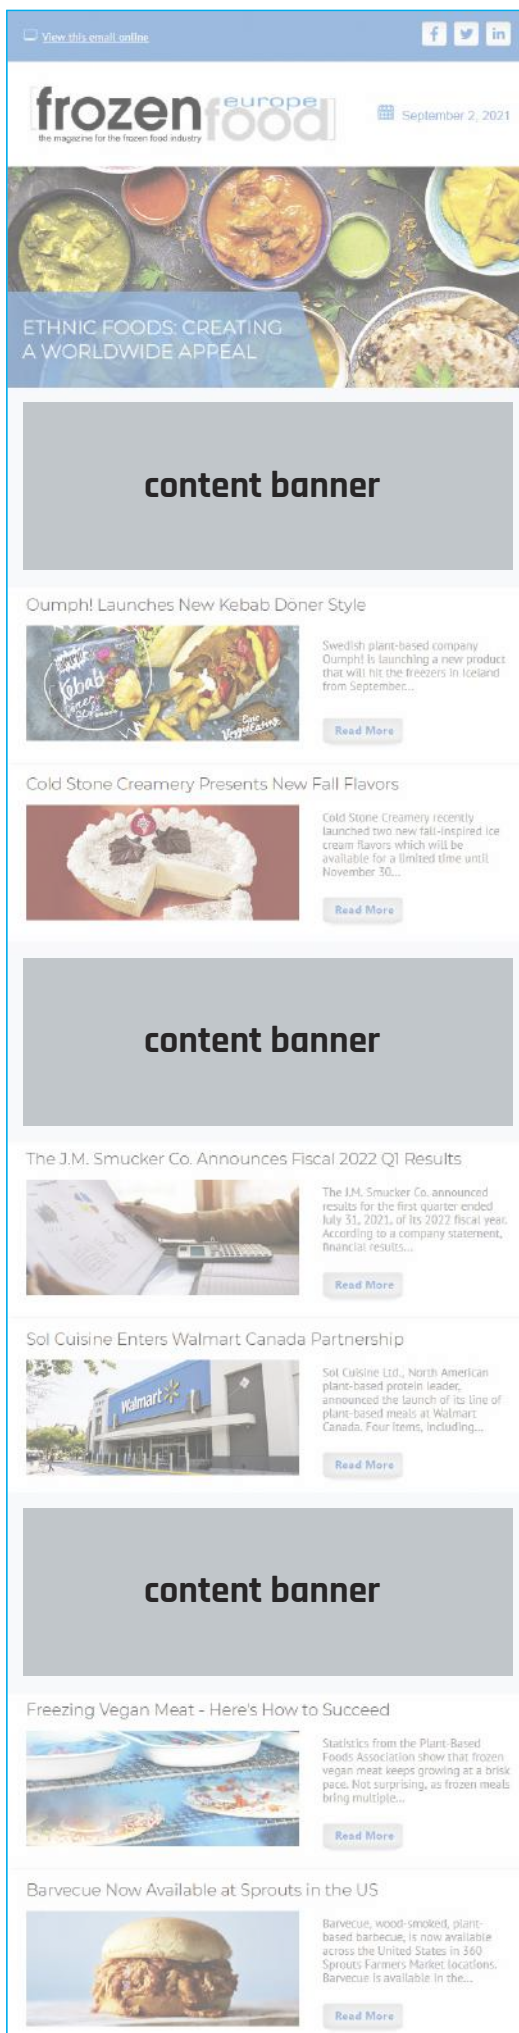 View this email online
f
in
frozenfood
europe
the magazine for the frozen food industry
September 2, 2021
ETHNIC FOODS: CREATING
A WORLDWIDE APPEAL
content banner
Oumph! Launches New Kebab Döner Style
Swedish plant-based company
Oumph! is launching a new product
that will hit the freezers in Iceland
from September...
Kebab
Read More
Cold Stone Creamery Presents New Fall Flavors
Cold Stone Creamery recently
launched two new fall-inspired ice
cream flavors which will be
available for a limited time until
November 30...
Read More
content banner
The J.M. Smucker Co. Announces Fiscal 2022 Q1 Results
The J.M. Smucker Co. announced
results for the first quarter ended
July 31, 2021, of its 2022 fiscal year.
According to a company statement,
financial results...
Read More
Sol Cuisine Enters Walmart Canada Partnership
Sol Cuisine Ltd., North American
plant-based protein leader,
announced the launch of its line of
plant-based meals at Walmart
Canada. Four items, including...
Walmart
Read More
content banner
Freezing Vegan Meat - Here's How to Succeed
Statistics from the Plant-Based
Foods Association show that frozen
vegan meat keeps growing at a brisk
pace. Not surprising, as frozen meals
bring multiple...
Read More
Barvecue Now Available at Sprouts in the US
Barvecue, wood-smoked, plant-
based barbecue, is now available
across the United States in 360
Sprouts Farmers Market locations.
Barvecue is available in the...
Read More